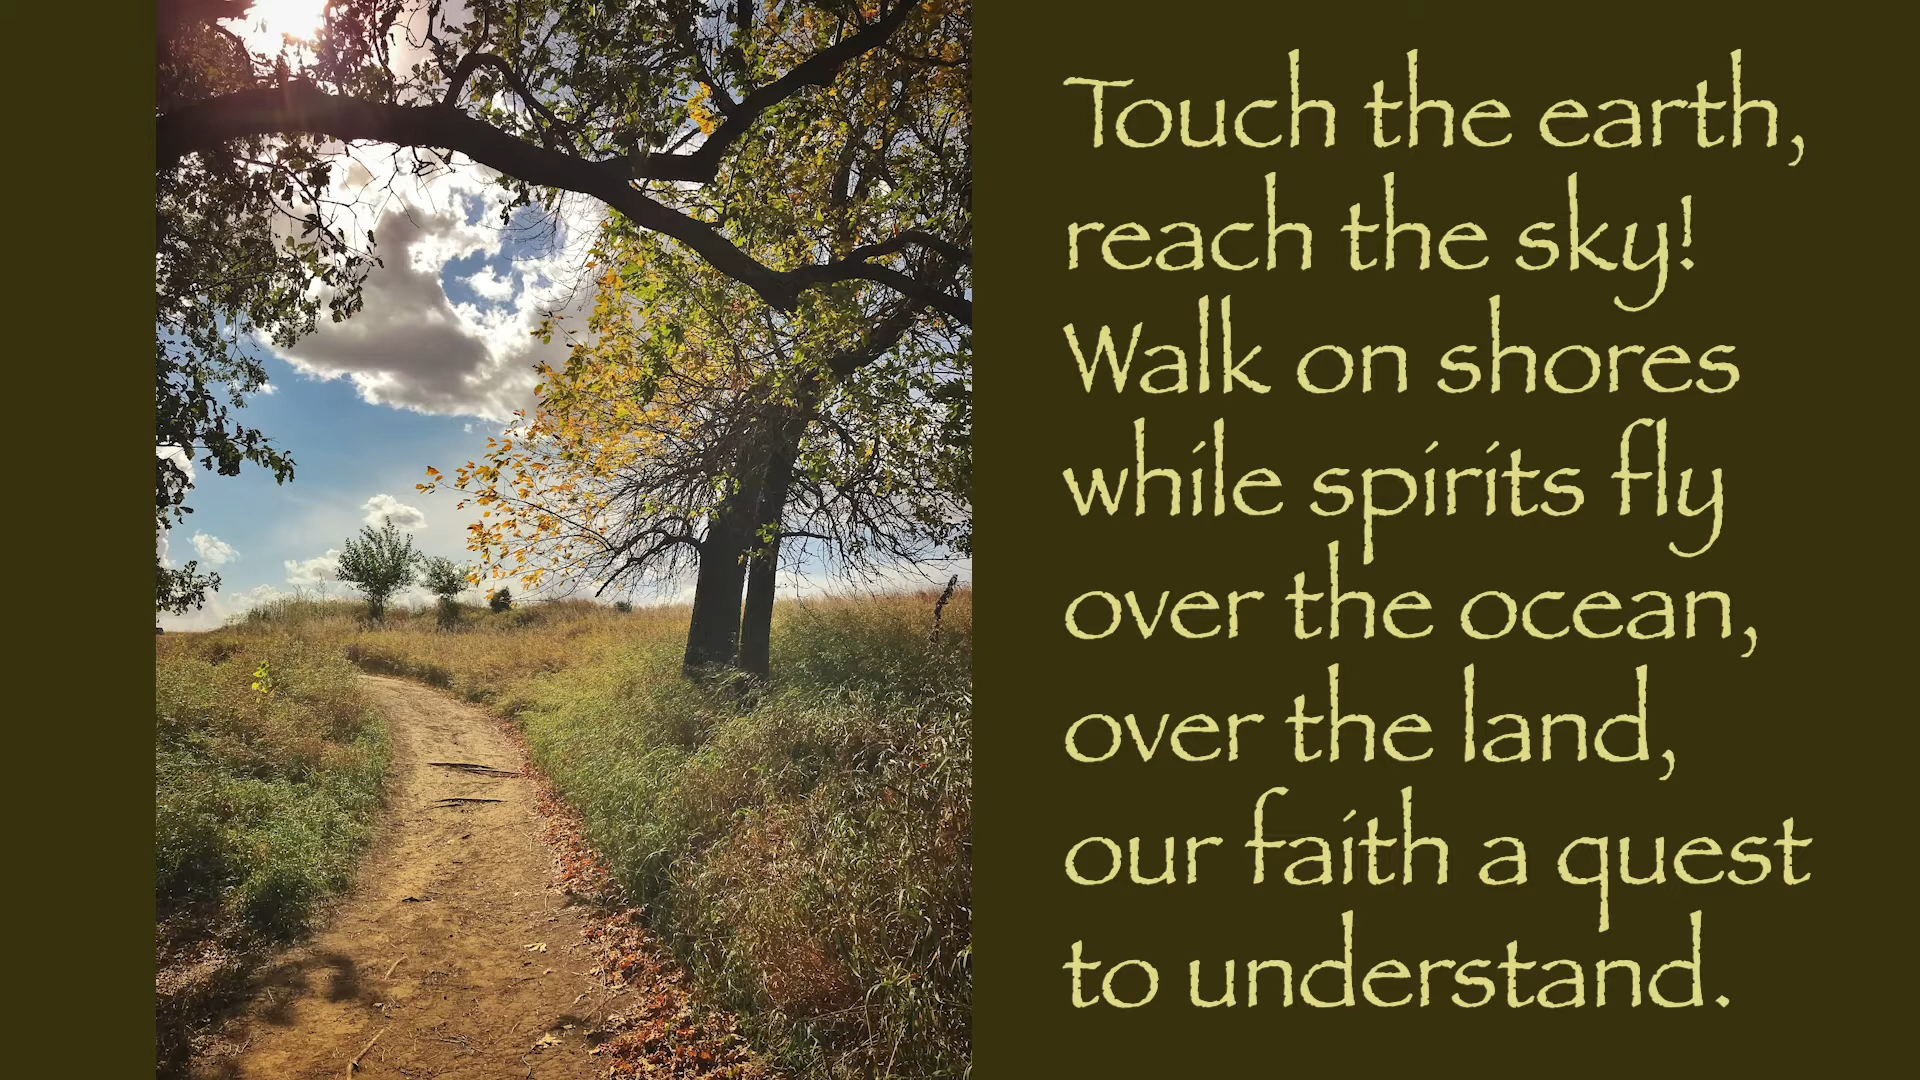 Touch the earth,
reach the sky!
Walk on shores
while spirits fly
over the ocean,
over the land,
our faith a quest
to understand.